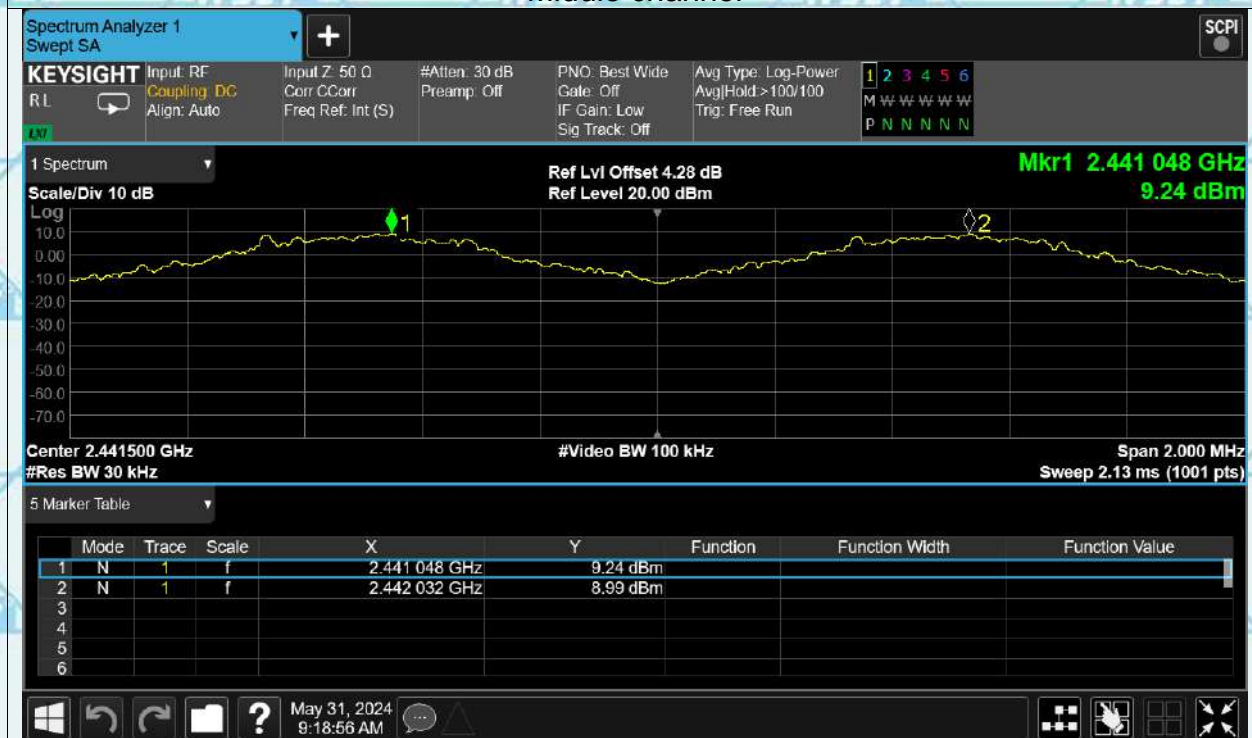 Middle channel
Spectrum Analyzer 1
Swept SA
+
SCPI
KEYSIGHT
RL
LXI
Input: RF
Coupling: DC
Align: Auto
Input Z: 50 Ω
Corr CCorr
Freq Ref: Int (S)
#Atten: 30 dB
Preamp: Off
PNO: Best Wide
Gate: Off
IF Gain: Low
Sig Track: Off
Avg Type: Log-Power
Avg|Hold:>100/100
Trig: Free Run
1 2 3 4 5 6
M W W W W W
P N N N N N
1 Spectrum
Scale/Div 10 dB
Ref Lvl Offset 4.28 dB
Ref Level 20.00 dBm
Mkr1 2.441 048 GHz
9.24 dBm
Log
10.0
0.00
-10.0
-20.0
-30.0
-40.0
-50.0
-60.0
-70.0
1
2
Center 2.441500 GHz
#Res BW 30 kHz
#Video BW 100 kHz
Span 2.000 MHz
Sweep 2.13 ms (1001 pts)
5 Marker Table
Mode Trace Scale X Y Function Function Width Function Value
1 N 1 f 2.441 048 GHz 9.24 dBm
2 N 1 f 2.442 032 GHz 8.99 dBm
3
4
5
6
?
May 31, 2024
9:18:56 AM